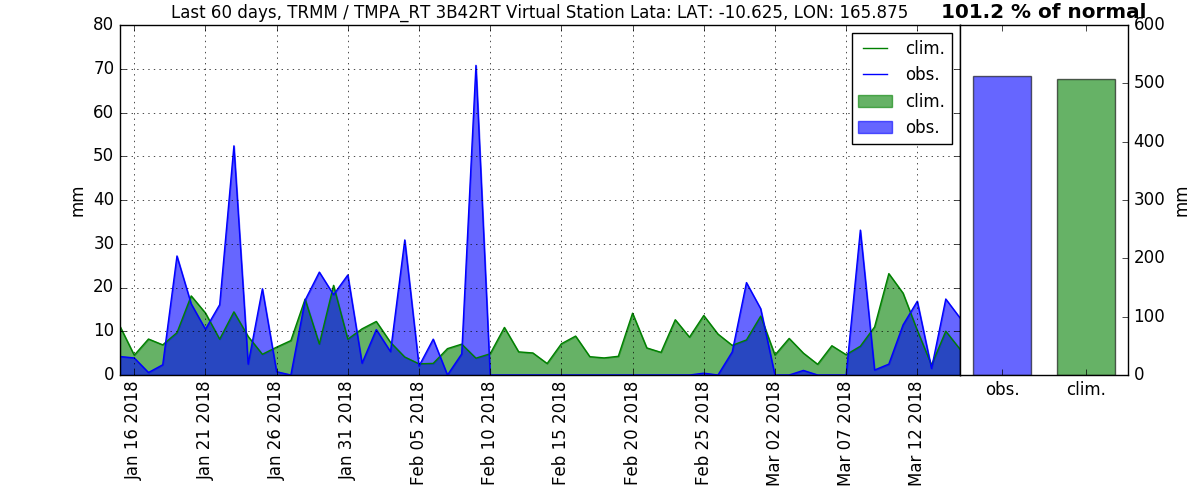 Last 60 days, TRMM / TMPA_RT 3B42RT Virtual Station Lata: LAT: -10.625, LON: 165.875
101.2 % of normal
80
70
60
50
40
30
20
10
0
mm
clim.
obs.
clim.
obs.
600
500
400
300
200
100
0
mm
obs.
clim.
Jan 16 2018
Jan 21 2018
Jan 26 2018
Jan 31 2018
Feb 05 2018
Feb 10 2018
Feb 15 2018
Feb 20 2018
Feb 25 2018
Mar 02 2018
Mar 07 2018
Mar 12 2018